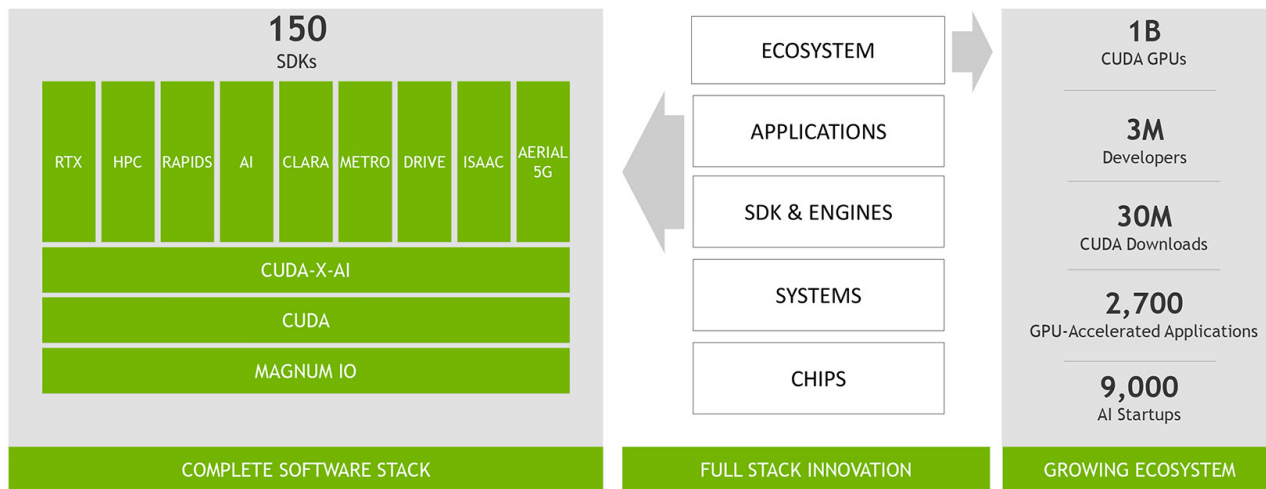 150
SDKs
RTX
HPC
RAPIDS
AI
CLARA
METRO
DRIVE
ISAAC
AERIAL
5G
CUDA-X-AI
CUDA
MAGNUM IO
COMPLETE SOFTWARE STACK
ECOSYSTEM
APPLICATIONS
SDK & ENGINES
SYSTEMS
CHIPS
FULL STACK INNOVATION
1B
CUDA GPUs
3M
Developers
30M
CUDA Downloads
2,700
GPU-Accelerated Applications
9,000
AI Startups
GROWING ECOSYSTEM